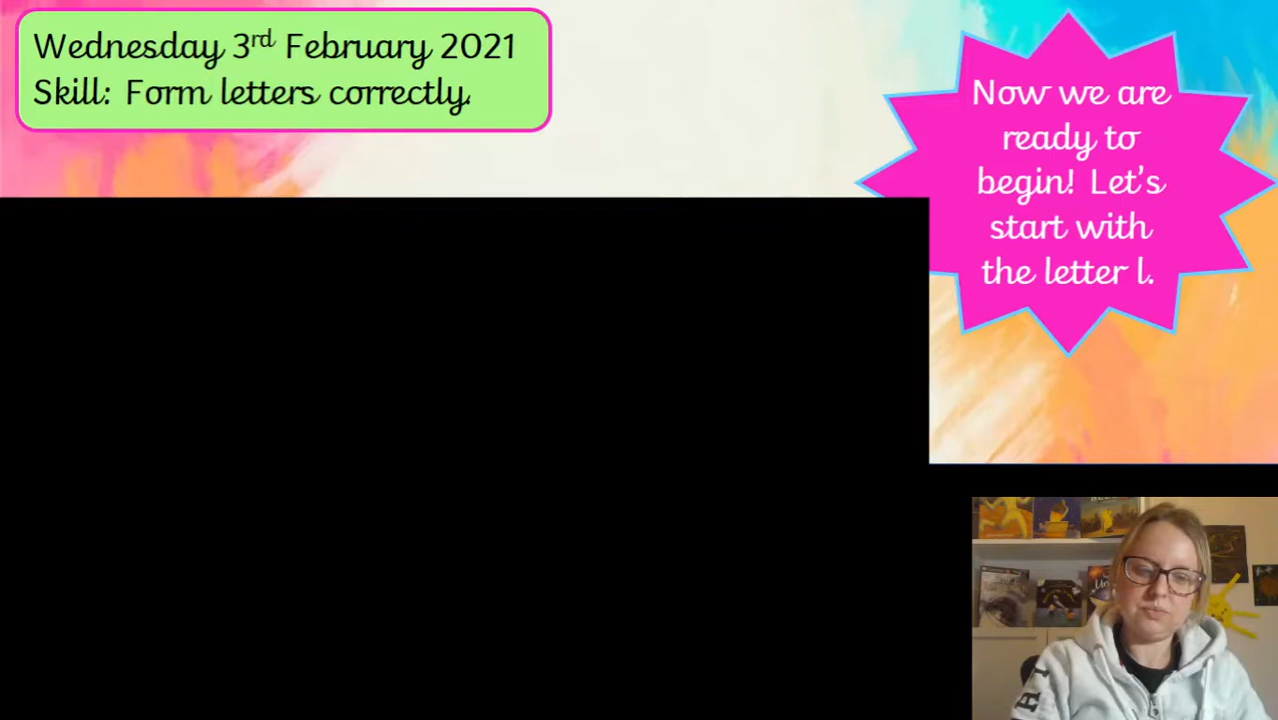 Wednesday 3rd February 2021
Skill: Form letters correctly.
Now we are
ready to
begin! Let's
start with
the letter l.